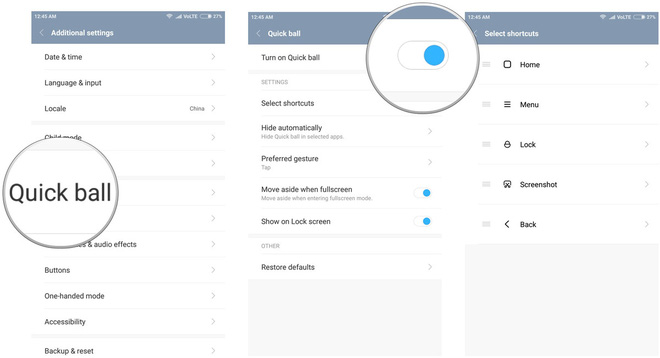 12:45 AM VoLTE 37%
Additional settings
Date & time
Language & input
Locale China
Child mode
Quick ball
& audio effects
Buttons
One-handed mode
Accessibility
Backup & reset
12:45 AM
Quick ball
Turn on Quick ball
SETTINGS
Select shortcuts
Hide automatically
Hide Quick ball in selected apps.
Preferred gesture
Tap
Move aside when fullscreen
Move aside when entering fullscreen mode.
Show on Lock screen
OTHER
Restore defaults
12:45 AM VoLTE 37%
Select shortcuts
Home
Menu
Lock
Screenshot
Back